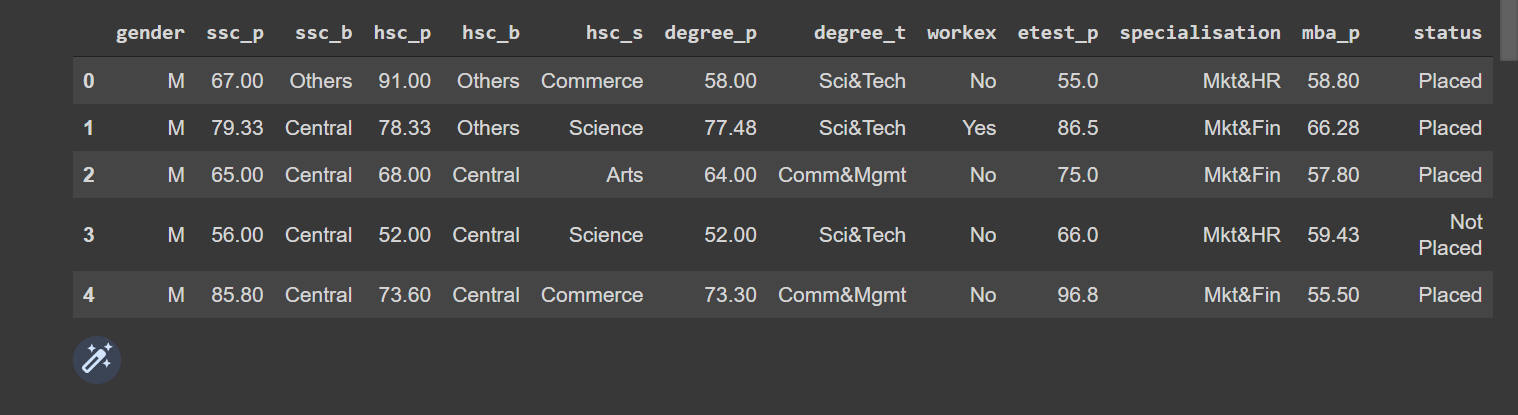 gender ssc_p ssc_b hsc_p hsc_b hsc_s degree_p degree_t workex etest_p specialisation mba_p status
0 M 67.00 Others 91.00 Others Commerce 58.00 Sci&Tech No 55.0 Mkt&HR 58.80 Placed
1 M 79.33 Central 78.33 Others Science 77.48 Sci&Tech Yes 86.5 Mkt&Fin 66.28 Placed
2 M 65.00 Central 68.00 Central Arts 64.00 Comm&Mgmt No 75.0 Mkt&Fin 57.80 Placed
3 M 56.00 Central 52.00 Central Science 52.00 Sci&Tech No 66.0 Mkt&HR 59.43 Not
Placed
4 M 85.80 Central 73.60 Central Commerce 73.30 Comm&Mgmt No 96.8 Mkt&Fin 55.50 Placed